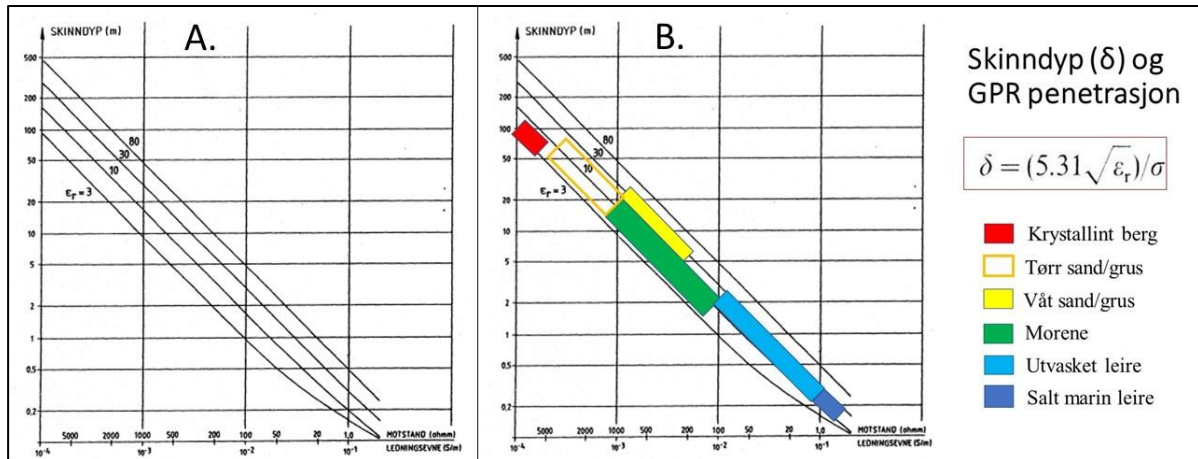 SKINNDYP (m)
A.
500
200
100
50
20
10
5
2
1
0,5
0,2
80
30
10
εr = 3
5000 2000 1000 500 200 100 50 20 1,0 MOTSTAND (ohmm)
10⁻⁴ 10⁻³ 10⁻² 10⁻¹ LEDNINGSEVNE (S/m)
SKINNDYP (m)
B.
500
200
100
50
20
10
5
2
1
0,5
0,2
80
30
10
εr = 3
5000 2000 1000 500 200 100 50 20 1,0 MOTSTAND (ohmm)
10⁻⁴ 10⁻³ 10⁻² 10⁻¹ LEDNINGSEVNE (S/m)
Skinndyp (δ) og
GPR penetrasjon
δ = (5.31√εr)/σ
Krystallint berg
Tørr sand/grus
Våt sand/grus
Morene
Utvasket leire
Salt marin leire